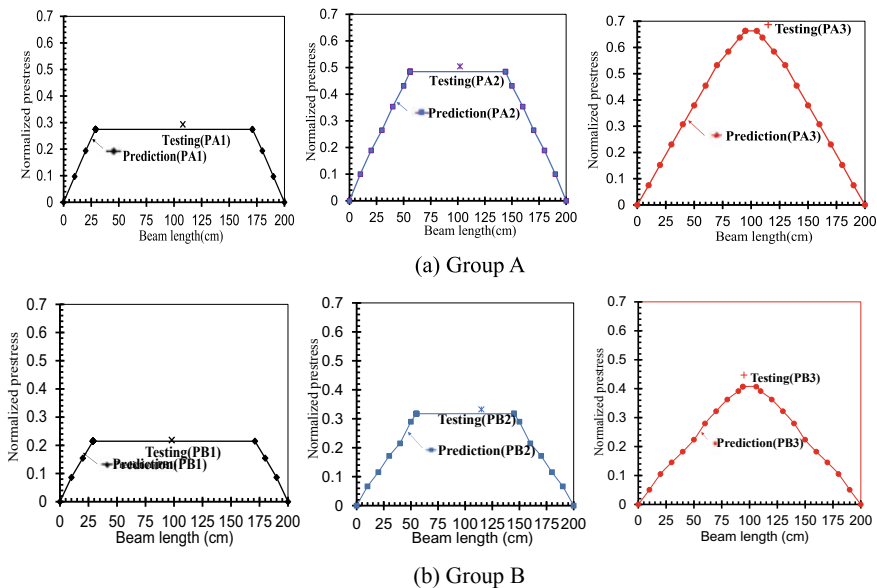 Normalized prestress
0.7
0.6
0.5
0.4
0.3
0.2
0.1
0
Testing(PA1)
Prediction(PA1)
0 25 50 75 100 125 150 175 200
Beam length(cm)
Normalized prestress
0.7
0.6
0.5
0.4
0.3
0.2
0.1
0
Testing(PA2)
Prediction(PA2)
0 25 50 75 100 125 150 175 200
Beam length(cm)
Normalized prestress
0.7
0.6
0.5
0.4
0.3
0.2
0.1
0
Testing(PA3)
Prediction(PA3)
0 25 50 75 100 125 150 175 200
Beam length(cm)
(a) Group A
Normalized prestress
0.7
0.6
0.5
0.4
0.3
0.2
0.1
0
Testing(PB1)
Prediction(PB1)
0 25 50 75 100 125 150 175 200
Beam length (cm)
Normalized prestress
0.7
0.6
0.5
0.4
0.3
0.2
0.1
0
Testing(PB2)
Prediction(PB2)
0 25 50 75 100 125 150 175 200
Beam length (cm)
Normalized prestress
0.7
0.6
0.5
0.4
0.3
0.2
0.1
0
Testing(PB3)
Prediction(PB3)
0 25 50 75 100 125 150 175 200
Beam length (cm)
(b) Group B